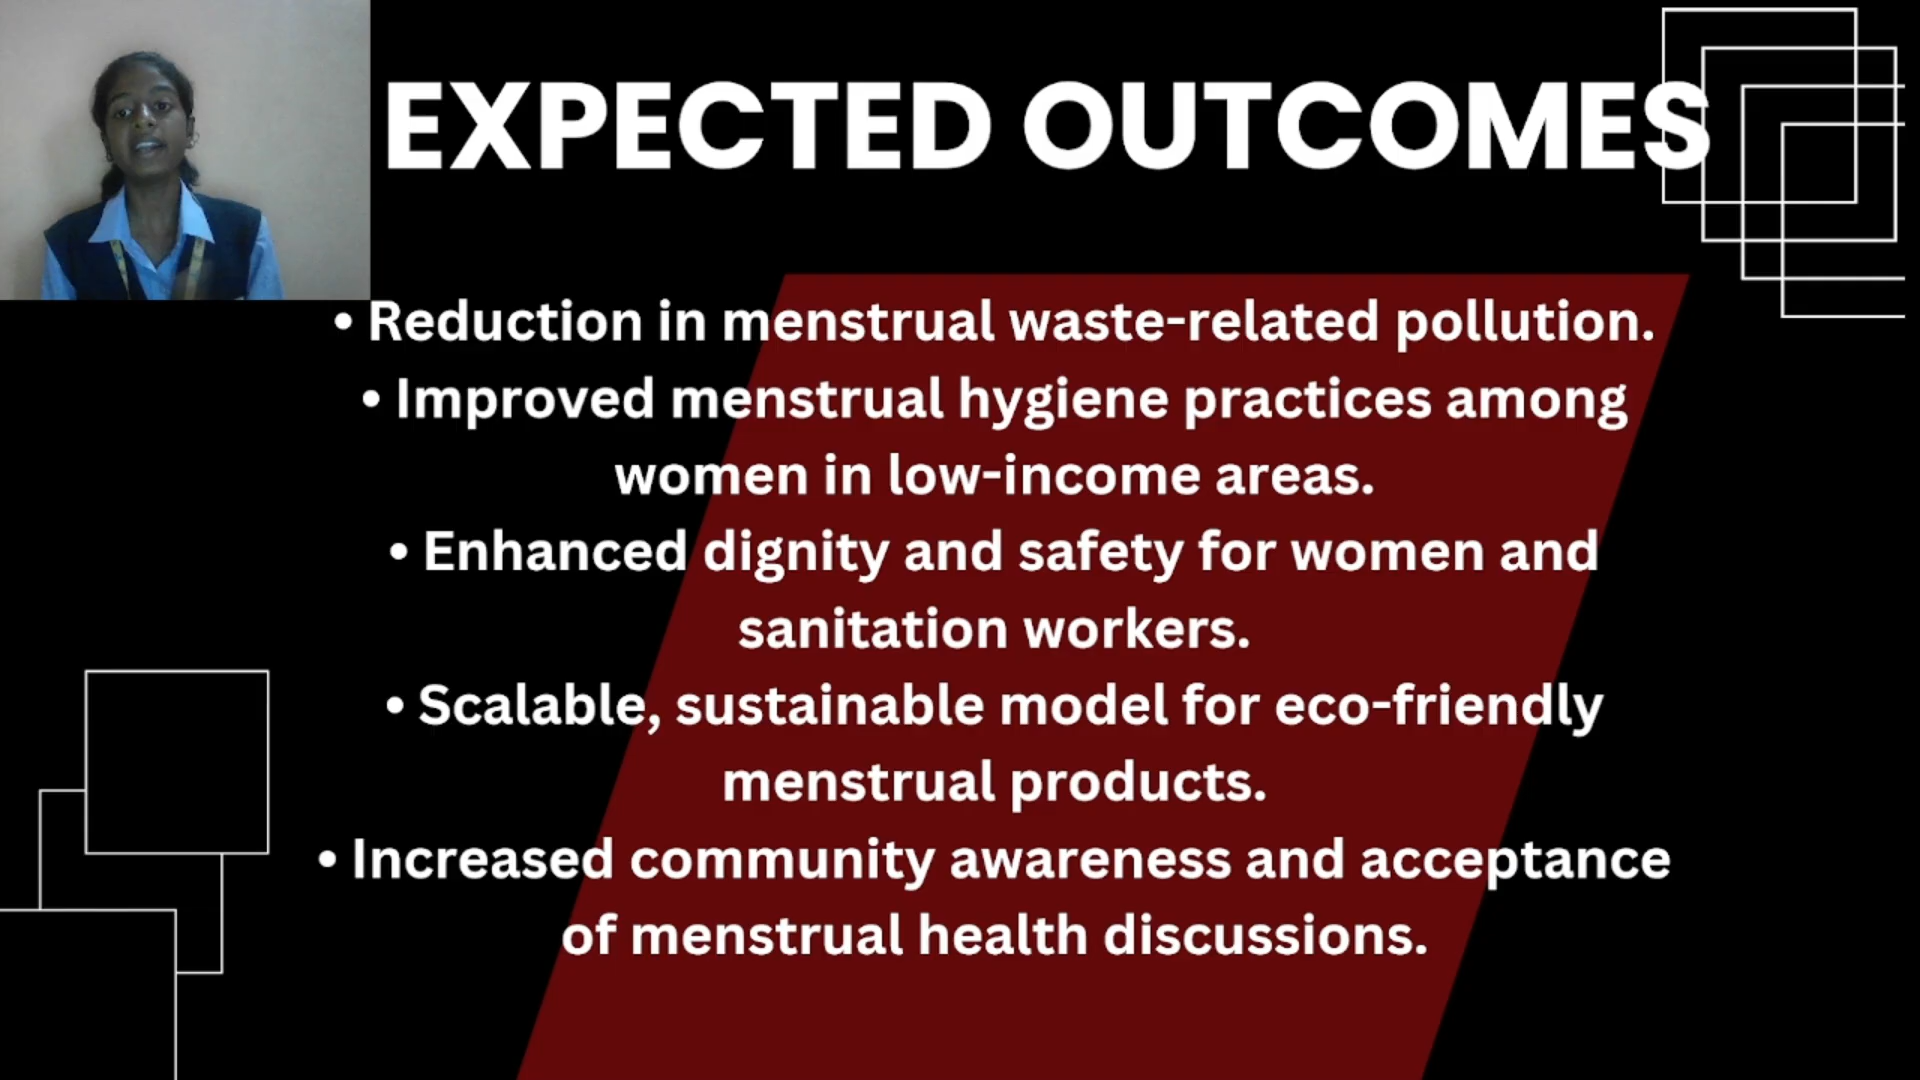 EXPECTED OUTCOMES
• Reduction in menstrual waste-related pollution.
• Improved menstrual hygiene practices among
women in low-income areas.
• Enhanced dignity and safety for women and
sanitation workers.
• Scalable, sustainable model for eco-friendly
menstrual products.
• Increased community awareness and acceptance
of menstrual health discussions.